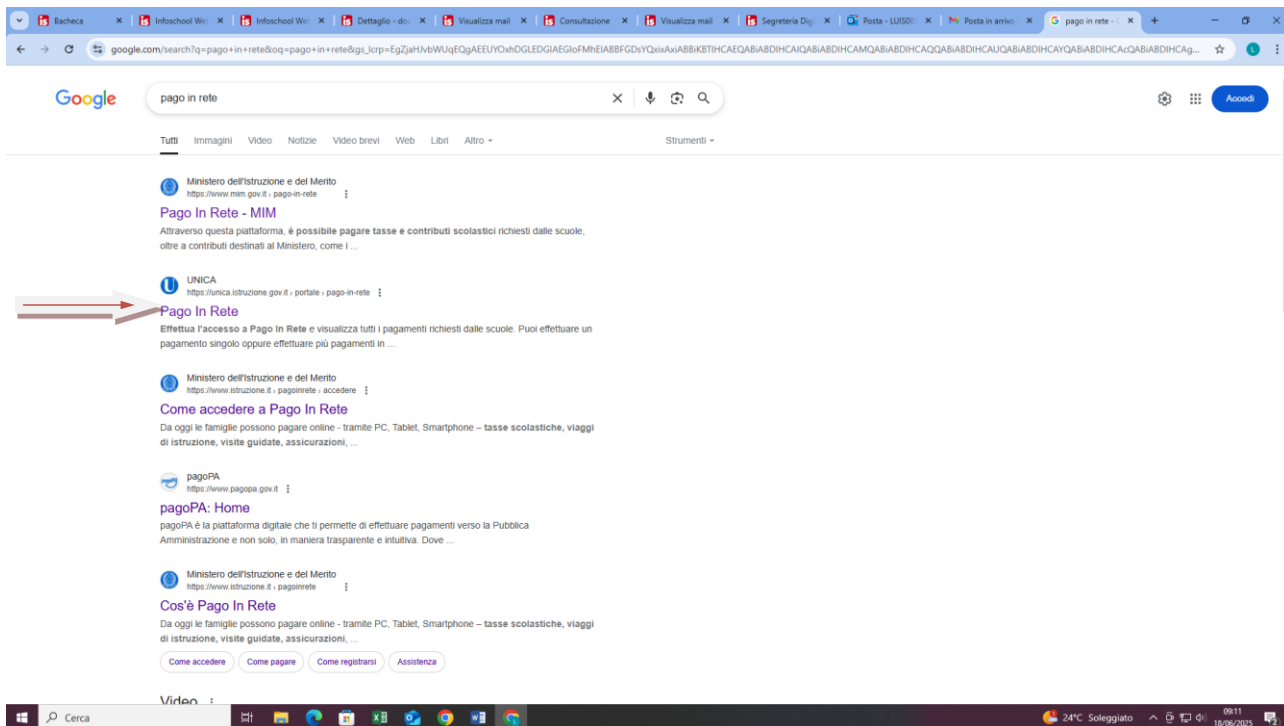 Bacheca
Infoschool We
Infoschool We
Dettaglio - doc
Visualizza mail
Consultazione
Visualizza mail
Segreteria Dig
Posta - LUIS00
Posta in arrivo
pago in rete -
google.com/search?q=pago+in+rete&oq=pago+in+rete&gs_lcrp=
L
Google
pago in rete
Accedi
Tutti Immagini Video Notizie Video brevi Web Libri Altro
Strumenti
Ministero dell'Istruzione e del Merito
https://www.mim.gov.it › pago-in-rete
Pago In Rete - MIM
Attraverso questa piattaforma, è possibile pagare tasse e contributi scolastici richiesti dalle scuole,
oltre a contributi destinati al Ministero, come i ...
UNICA
https://unica.istruzione.gov.it › portale › pago-in-rete
Pago In Rete
Effettua l'accesso a Pago In Rete e visualizza tutti i pagamenti richiesti dalle scuole. Puoi effettuare un
pagamento singolo oppure effettuare più pagamenti in ...
Ministero dell'Istruzione e del Merito
https://www.istruzione.it › pagoinrete › accedere
Come accedere a Pago In Rete
Da oggi le famiglie possono pagare online - tramite PC, Tablet, Smartphone – tasse scolastiche, viaggi
di istruzione, visite guidate, assicurazioni, ...
pagoPA
https://www.pagopa.gov.it
pagoPA: Home
pagoPA è la piattaforma digitale che ti permette di effettuare pagamenti verso la Pubblica
Amministrazione e non solo, in maniera trasparente e intuitiva. Dove ...
Ministero dell'Istruzione e del Merito
https://www.istruzione.it › pagoinrete
Cos'è Pago In Rete
Da oggi le famiglie possono pagare online - tramite PC, Tablet, Smartphone – tasse scolastiche, viaggi
di istruzione, visite guidate, assicurazioni, ...
Come accedere Come pagare Come registrarsi Assistenza
Video
Cerca
24°C Soleggiato
09:11
18/06/2025